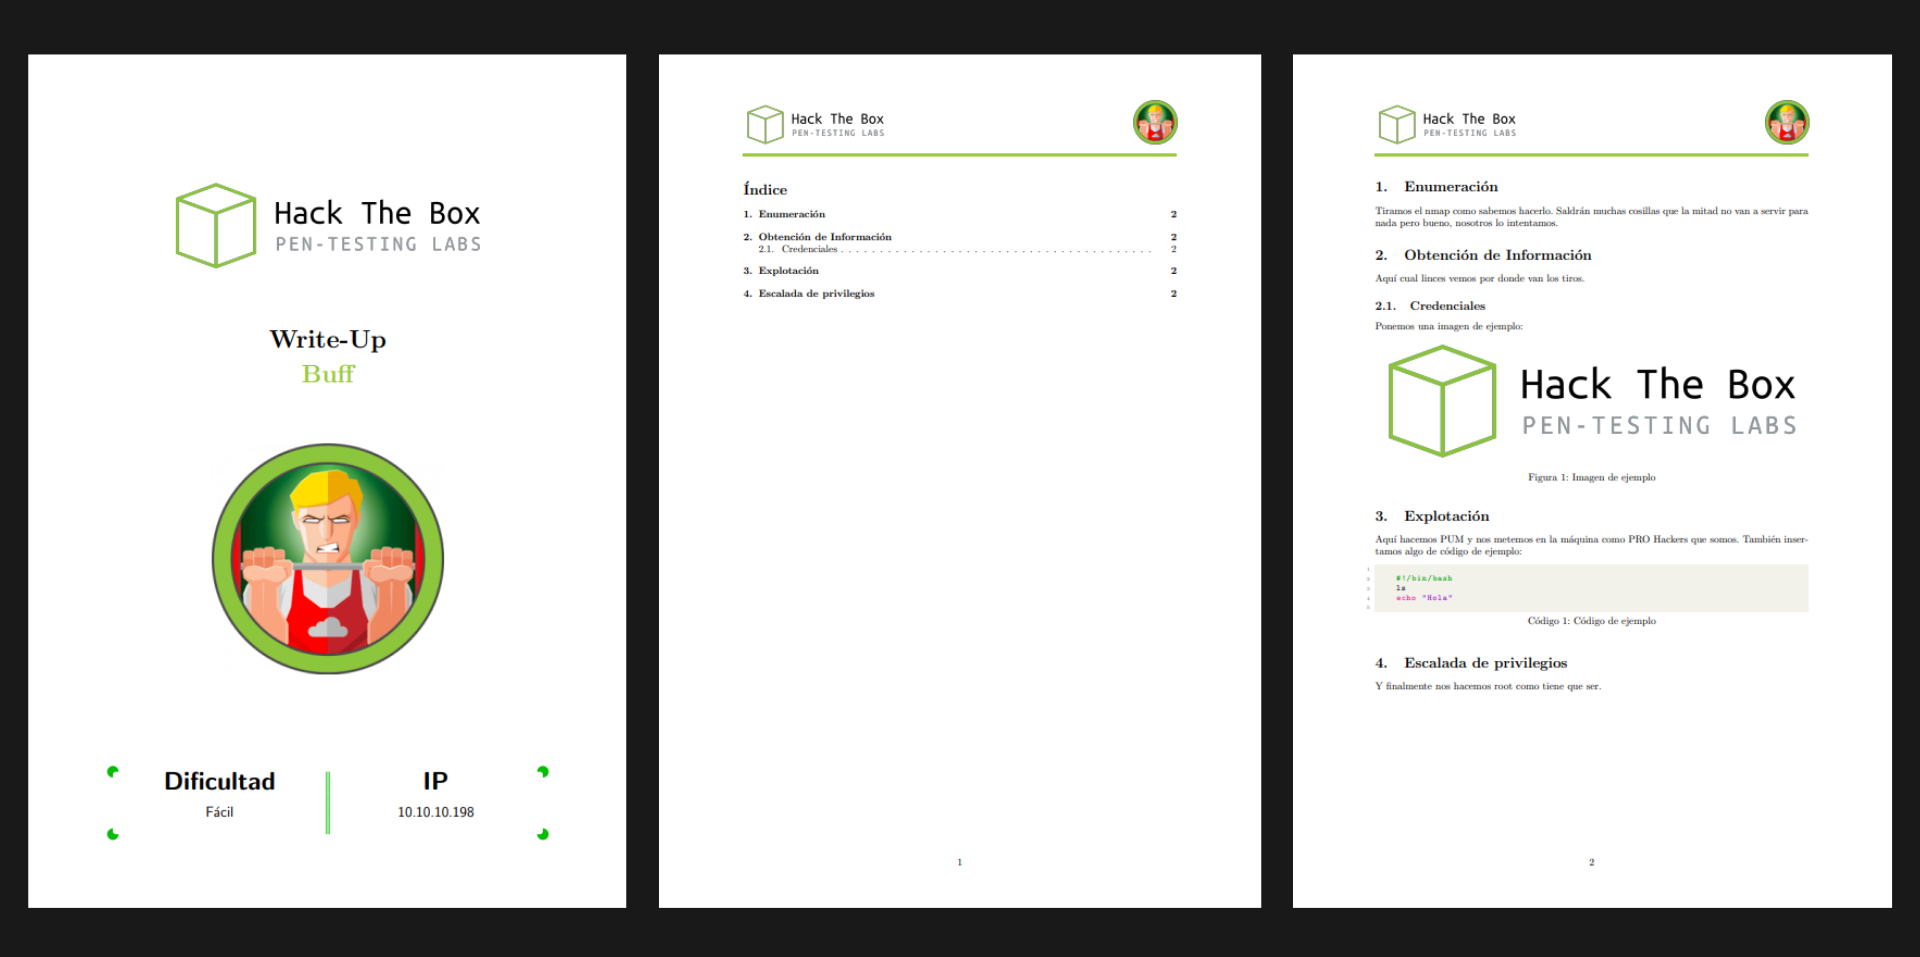 Hack The Box
PEN-TESTING LABS
Write-Up
Buff
Dificultad
Fácil
IP
10.10.10.198
Hack The Box
PEN-TESTING LABS
Índice
1. Enumeración 2
2. Obtención de Información 2
2.1. Credenciales . . . . . . . . . . . . . . . . . . . . . . . . . . . . . . . . . . . . . . . . 2
3. Explotación 2
4. Escalada de privilegios 2
1
Hack The Box
PEN-TESTING LABS
1. Enumeración
Tiramos el nmap como sabemos hacerlo. Saldrán muchas cosillas que la mitad no van a servir para
nada pero bueno, nosotros lo intentamos.
2. Obtención de Información
Aquí cual linces vemos por donde van los tiros.
2.1. Credenciales
Ponemos una imagen de ejemplo:
Hack The Box
PEN-TESTING LABS
Figura 1: Imagen de ejemplo
3. Explotación
Aquí hacemos PUM y nos metemos en la máquina como PRO Hackers que somos. También inser-
tamos algo de código de ejemplo:
1
2 #!/bin/bash
3 ls
4 echo "Hola"
5
Código 1: Código de ejemplo
4. Escalada de privilegios
Y finalmente nos hacemos root como tiene que ser.
2